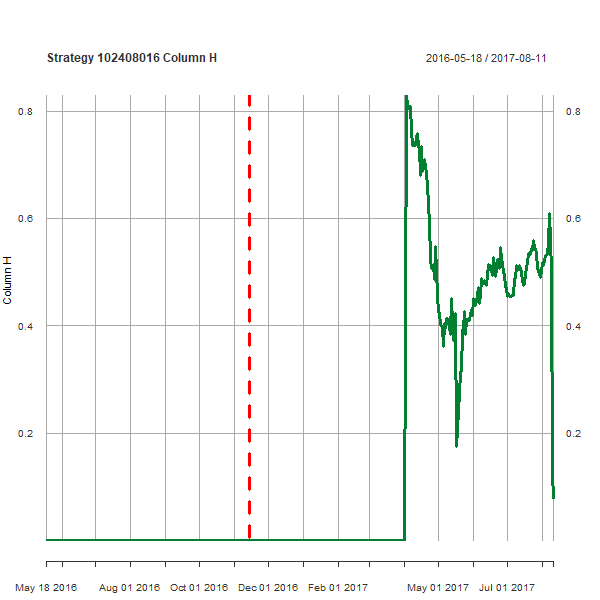 Strategy 102408016 Column H
2016-05-18 / 2017-08-11
0.8
0.8
0.6
0.6
Column H
0.4
0.4
0.2
0.2
May 18 2016
Aug 01 2016
Oct 01 2016
Dec 01 2016
Feb 01 2017
May 01 2017
Jul 01 2017